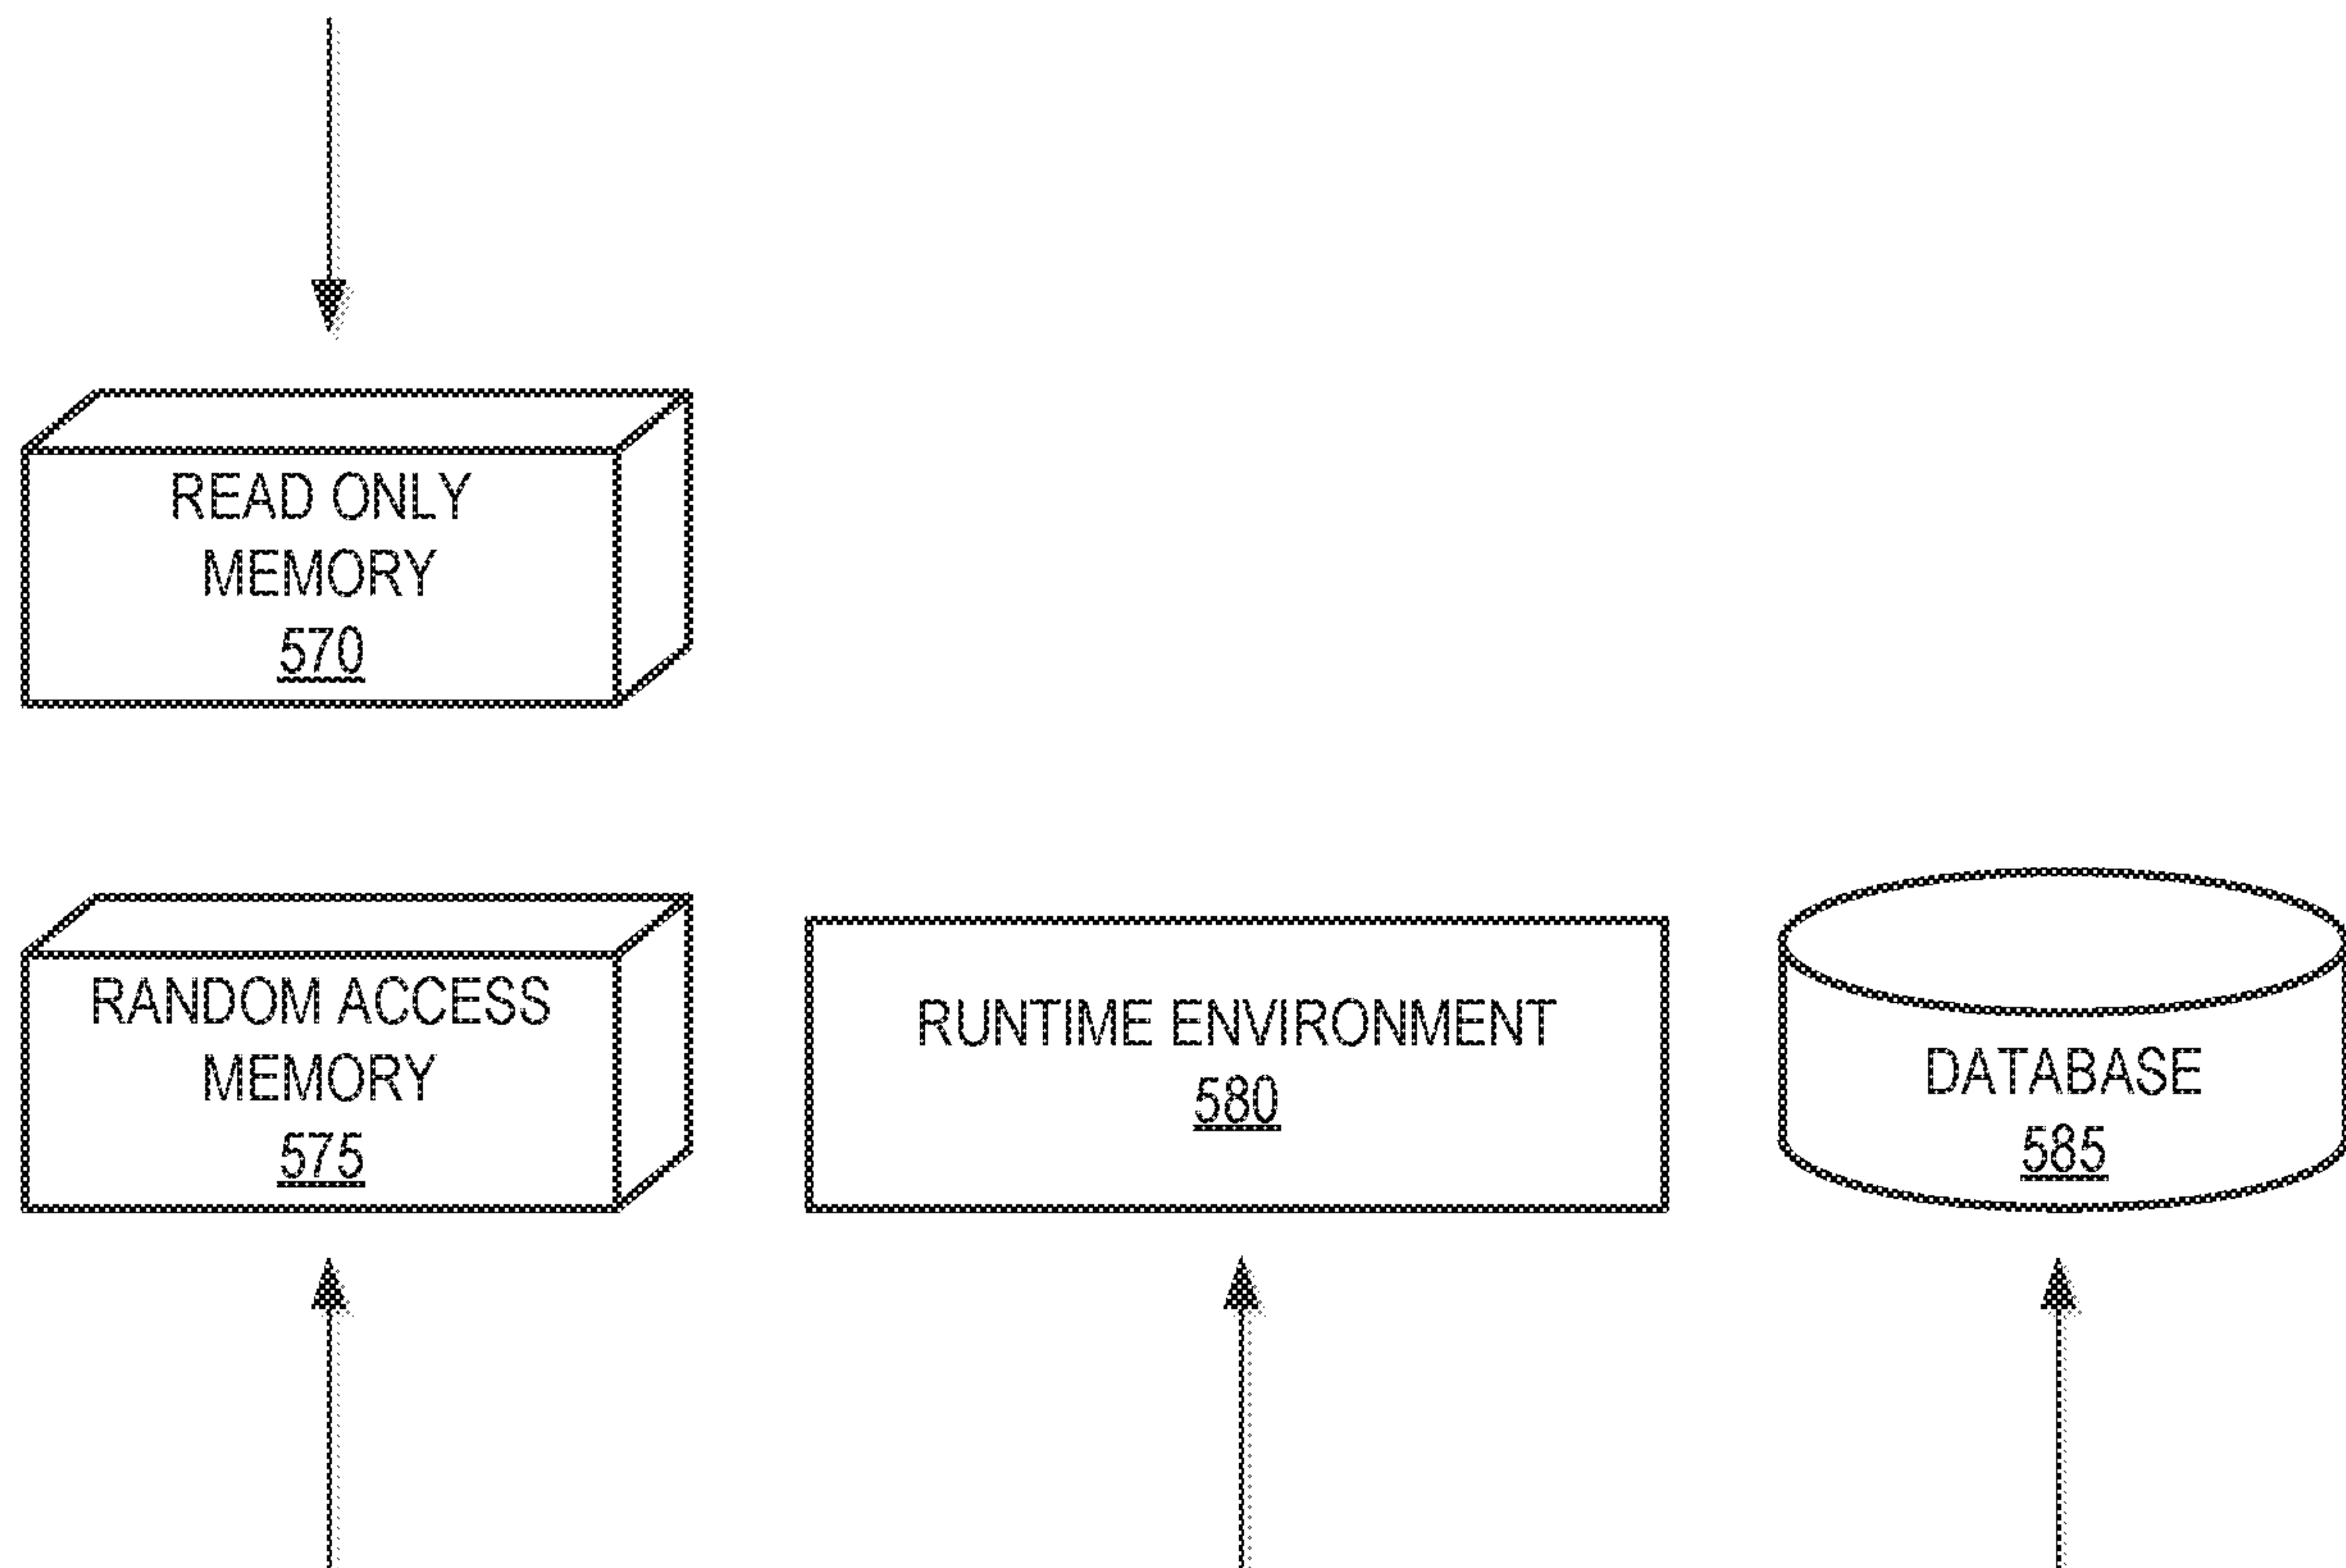 READ ONLY
MEMORY
570
RANDOM ACCESS
MEMORY
575
RUNTIME ENVIRONMENT
580
DATABASE
585